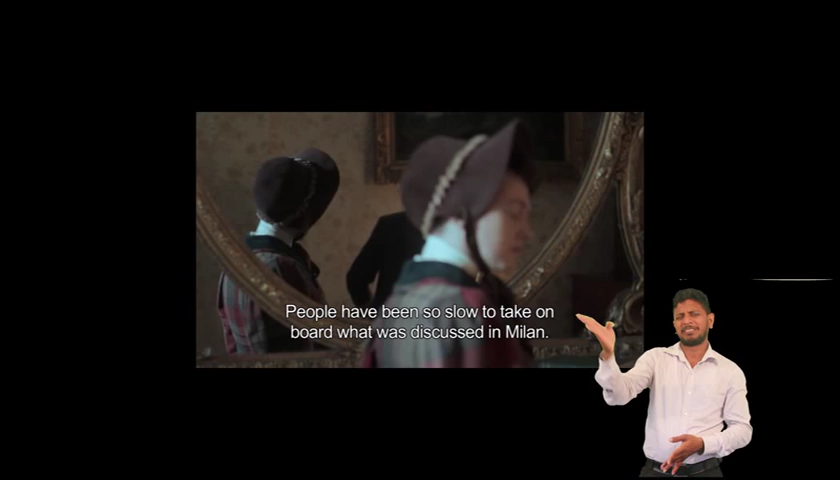 People have been so slow to take on
board what was discussed in Milan.